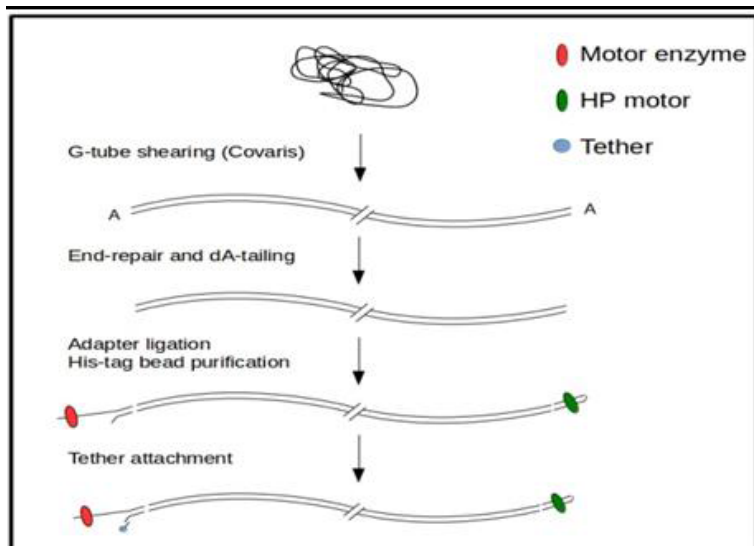 Motor enzyme
HP motor
Tether
G-tube shearing (Covaris)
A
A
End-repair and dA-tailing
Adapter ligation
His-tag bead purification
Tether attachment